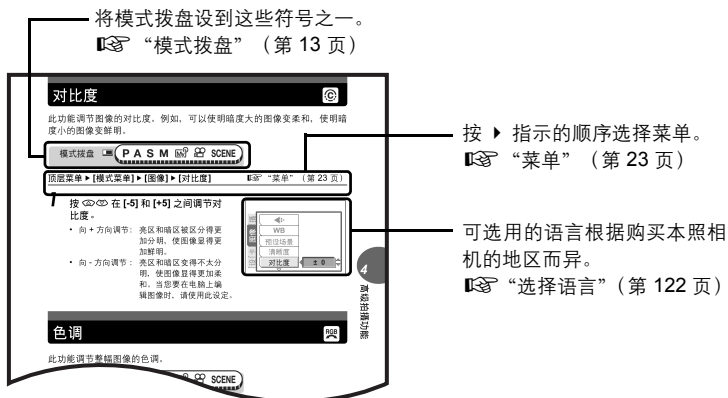 将模式拨盘设到这些符号之一。
“模式拨盘” (第 13 页)
对比度
此功能调节图像的对比度。例如，可以使明暗度大的图像变柔和，使明暗
度小的图像变鲜明。
模式拨盘 P A S M SCENE
顶层菜单 ▸ [模式菜单] ▸ [图像] ▸ [对比度] “菜单” (第 23 页)
1 按 在 [-5] 和 [+5] 之间调节对
比度。
• 向 + 方向调节： 亮区和暗区被区分得更
加分明，使图像显得更
加鲜明。
• 向 - 方向调节： 亮区和暗区变得不太分
明，使图像显得更加柔
和。当您要在电脑上编
辑图像时，请使用此设定。
WB
预设场景
清晰度
对比度 ± 0
4
高级拍摄功能
色调
RGB
此功能调节整幅图像的色调。
SCENE
按 ▸ 指示的顺序选择菜单。
“菜单” (第 23 页)
可选用的语言根据购买本照相
机的地区而异。
“选择语言” (第 122 页)